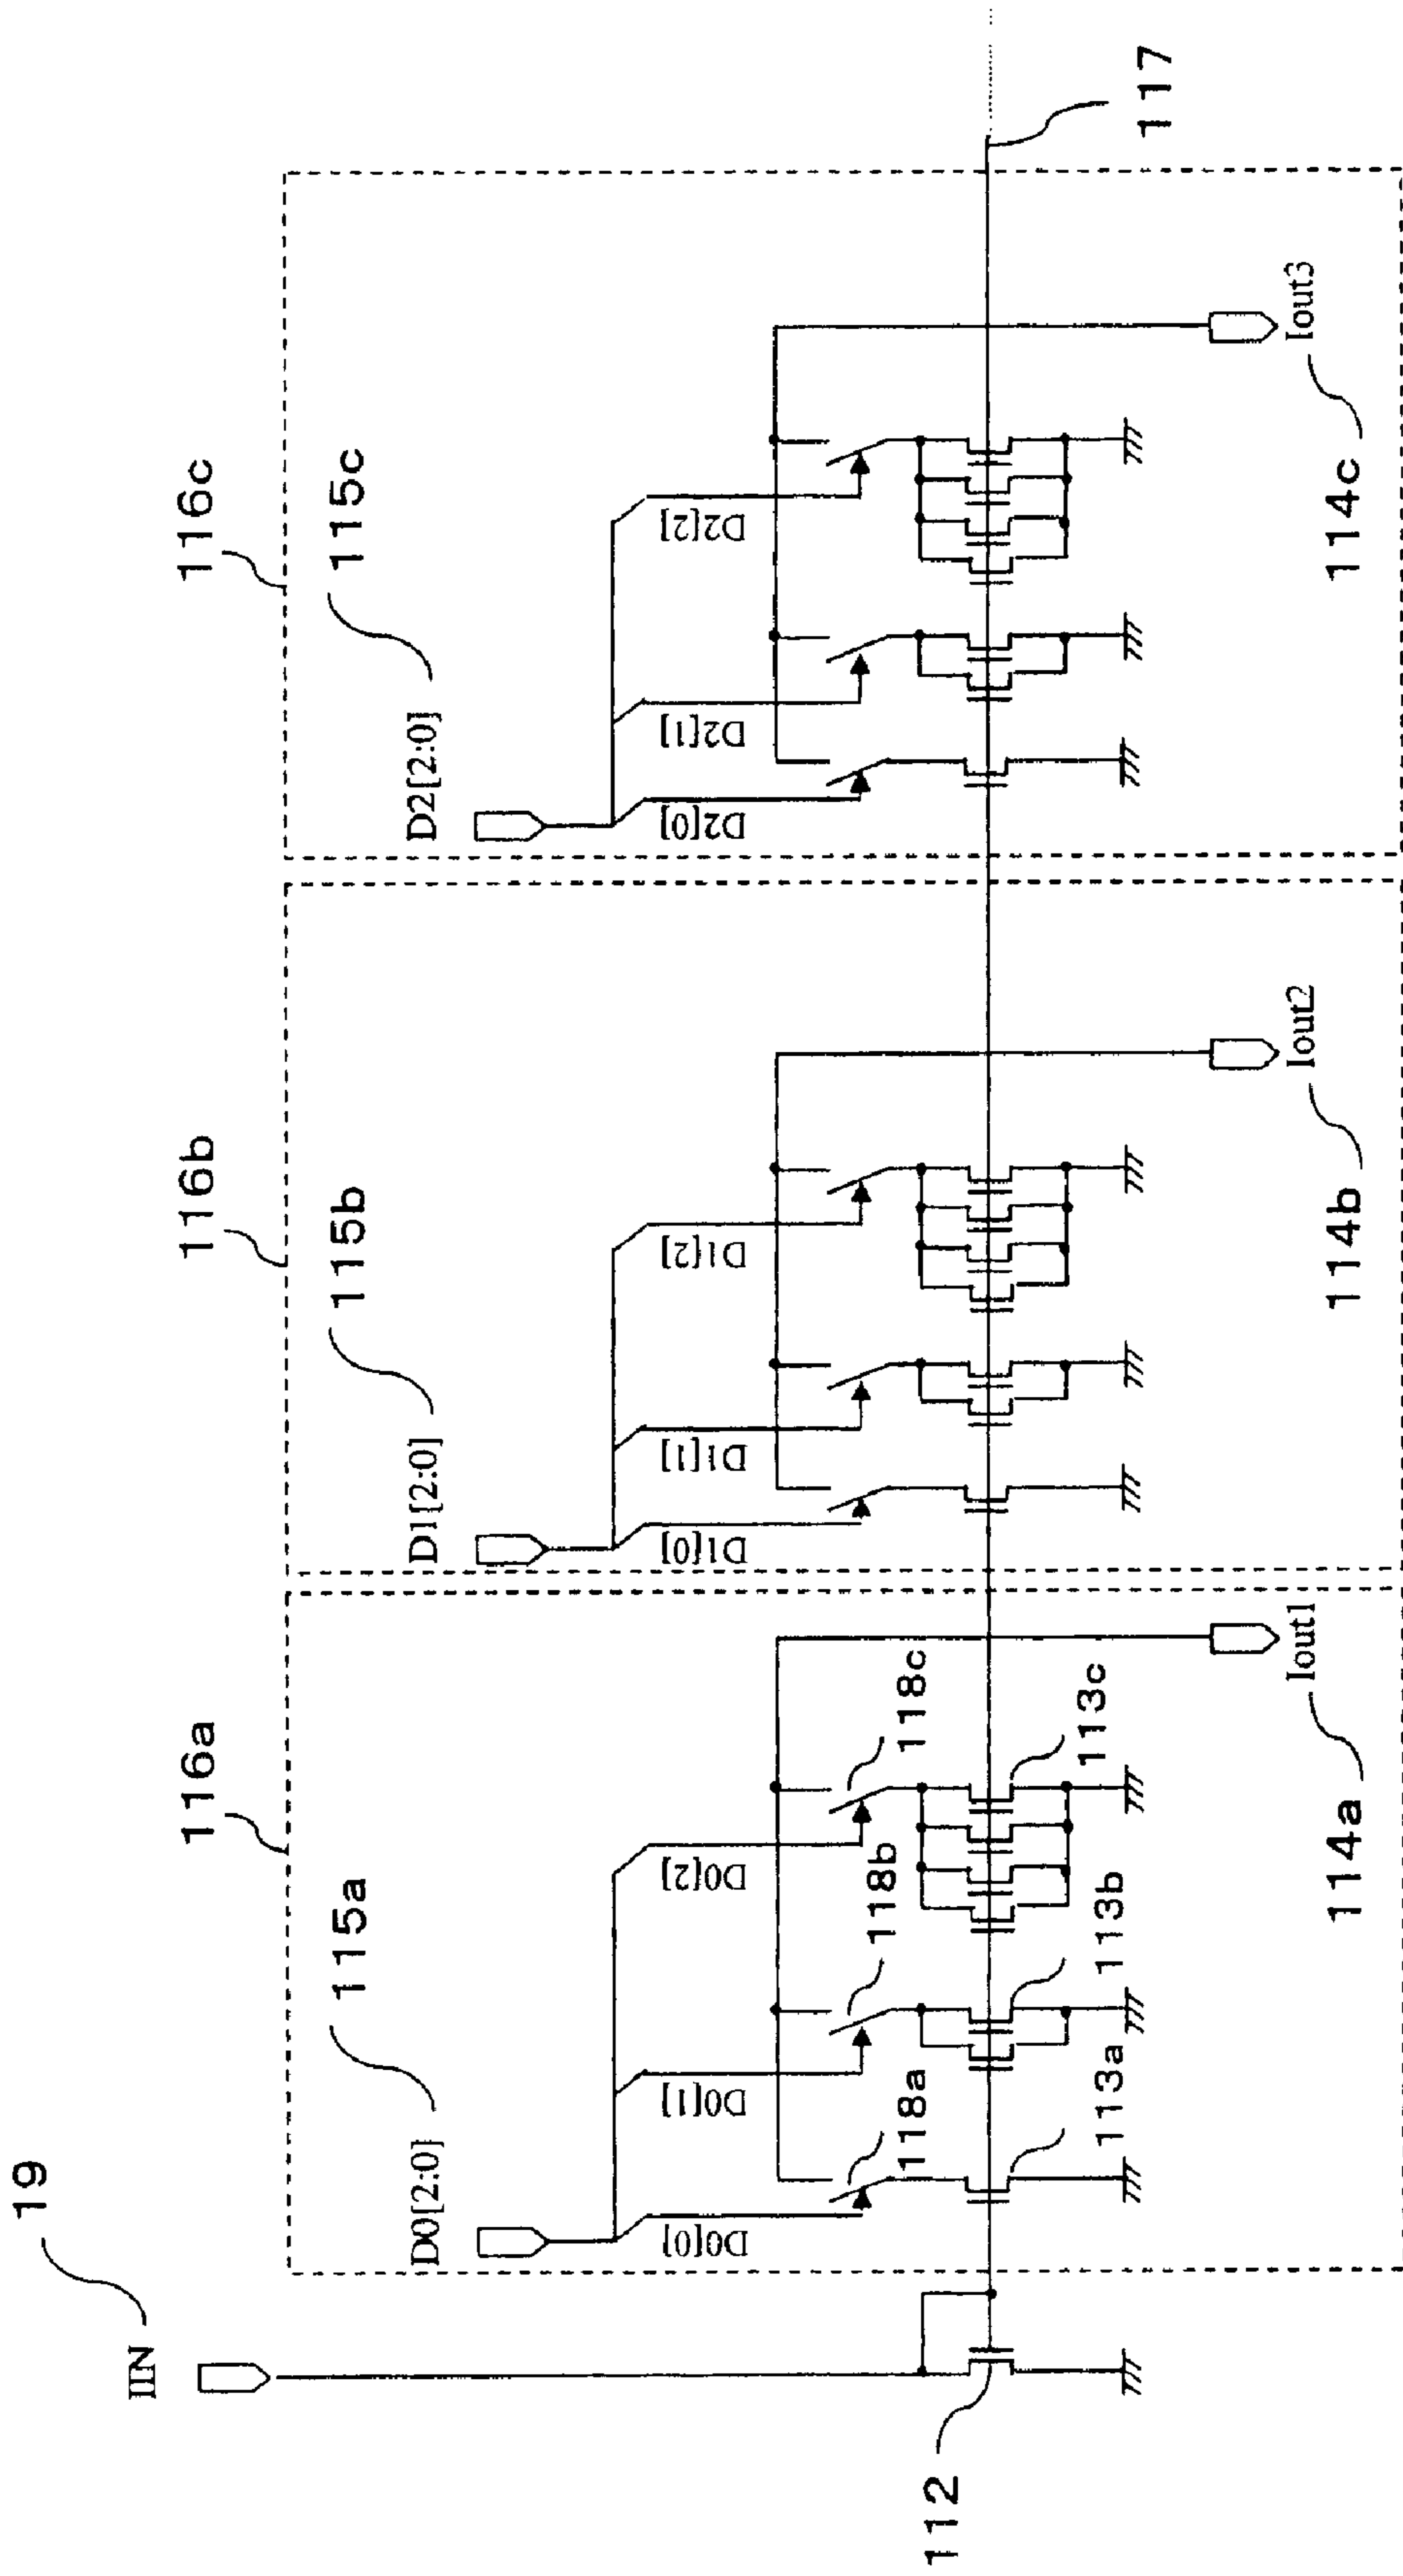 19
IIN
112
116a
115a
D0[2:0]
D0[0]
D0[1]
D0[2]
118a
118b
118c
113a
113b
113c
Iout1
114a
116b
115b
D1[2:0]
D1[0]
D1[1]
D1[2]
Iout2
114b
116c
115c
D2[2:0]
D2[0]
D2[1]
D2[2]
Iout3
114c
117